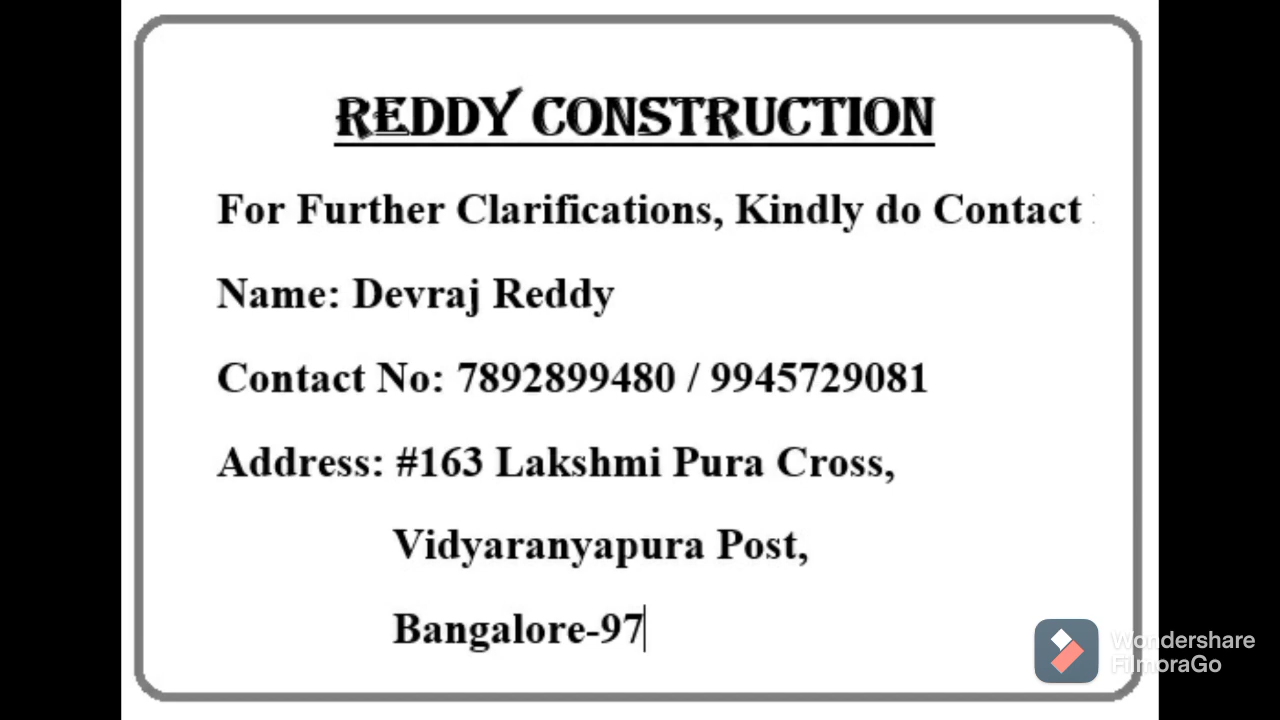 REDDY CONSTRUCTION
For Further Clarifications, Kindly do Contact
Name: Devraj Reddy
Contact No: 7892899480 / 9945729081
Address: #163 Lakshmi Pura Cross,
Vidyaranyapura Post,
Bangalore-97
Wondershare
FilmoraGo